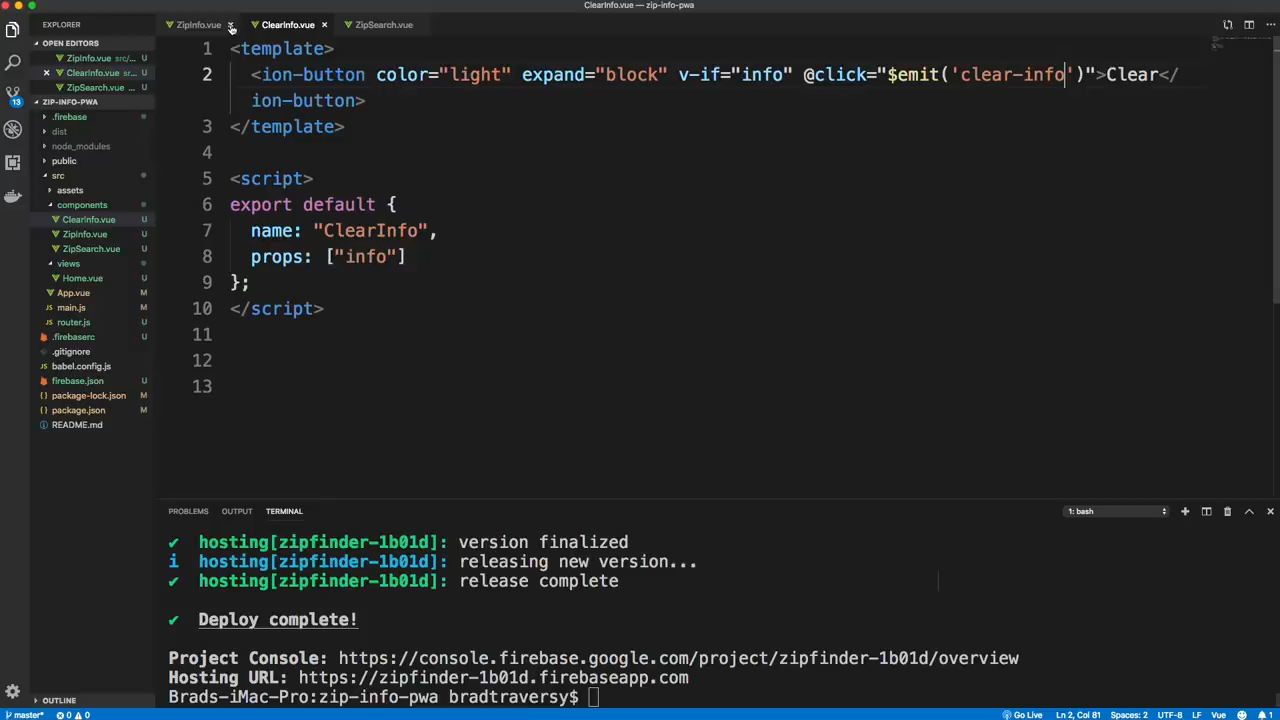 ClearInfo.vue — zip-info-pwa
EXPLORER
ZipInfo.vue
ClearInfo.vue
ZipSearch.vue
OPEN EDITORS
ZipInfo.vue src/... U
ClearInfo.vue sr... U
ZipSearch.vue ... U
13
ZIP-INFO-PWA
.firebase
dist
node_modules
public
src
assets
components
ClearInfo.vue U
ZipInfo.vue U
ZipSearch.vue U
views
Home.vue U
App.vue M
main.js M
router.js U
.firebaserc U
.gitignore
babel.config.js
firebase.json U
package-lock.json M
package.json M
README.md
OUTLINE
1 <template>
2 <ion-button color="light" expand="block" v-if="info" @click="$emit('clear-info')">Clear</
ion-button>
3 </template>
4
5 <script>
6 export default {
7 name: "ClearInfo",
8 props: ["info"]
9 };
10 </script>
11
12
13
PROBLEMS OUTPUT TERMINAL
1: bash
✔ hosting[zipfinder-1b01d]: version finalized
i hosting[zipfinder-1b01d]: releasing new version...
✔ hosting[zipfinder-1b01d]: release complete
✔ Deploy complete!
Project Console: https://console.firebase.google.com/project/zipfinder-1b01d/overview
Hosting URL: https://zipfinder-1b01d.firebaseapp.com
Brads-iMac-Pro:zip-info-pwa bradtraversy$
master* 0 0
Go Live Ln 2, Col 81 Spaces: 2 UTF-8 LF Vue 1